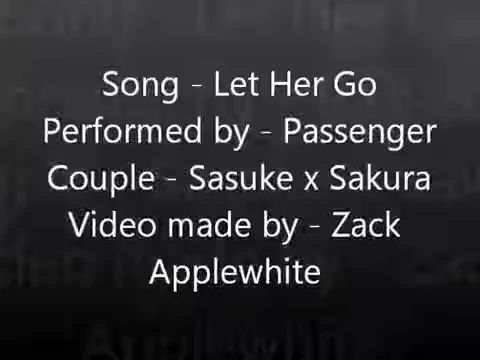 Song - Let Her Go
Performed by - Passenger
Couple - Sasuke x Sakura
Video made by - Zack
Applewhite